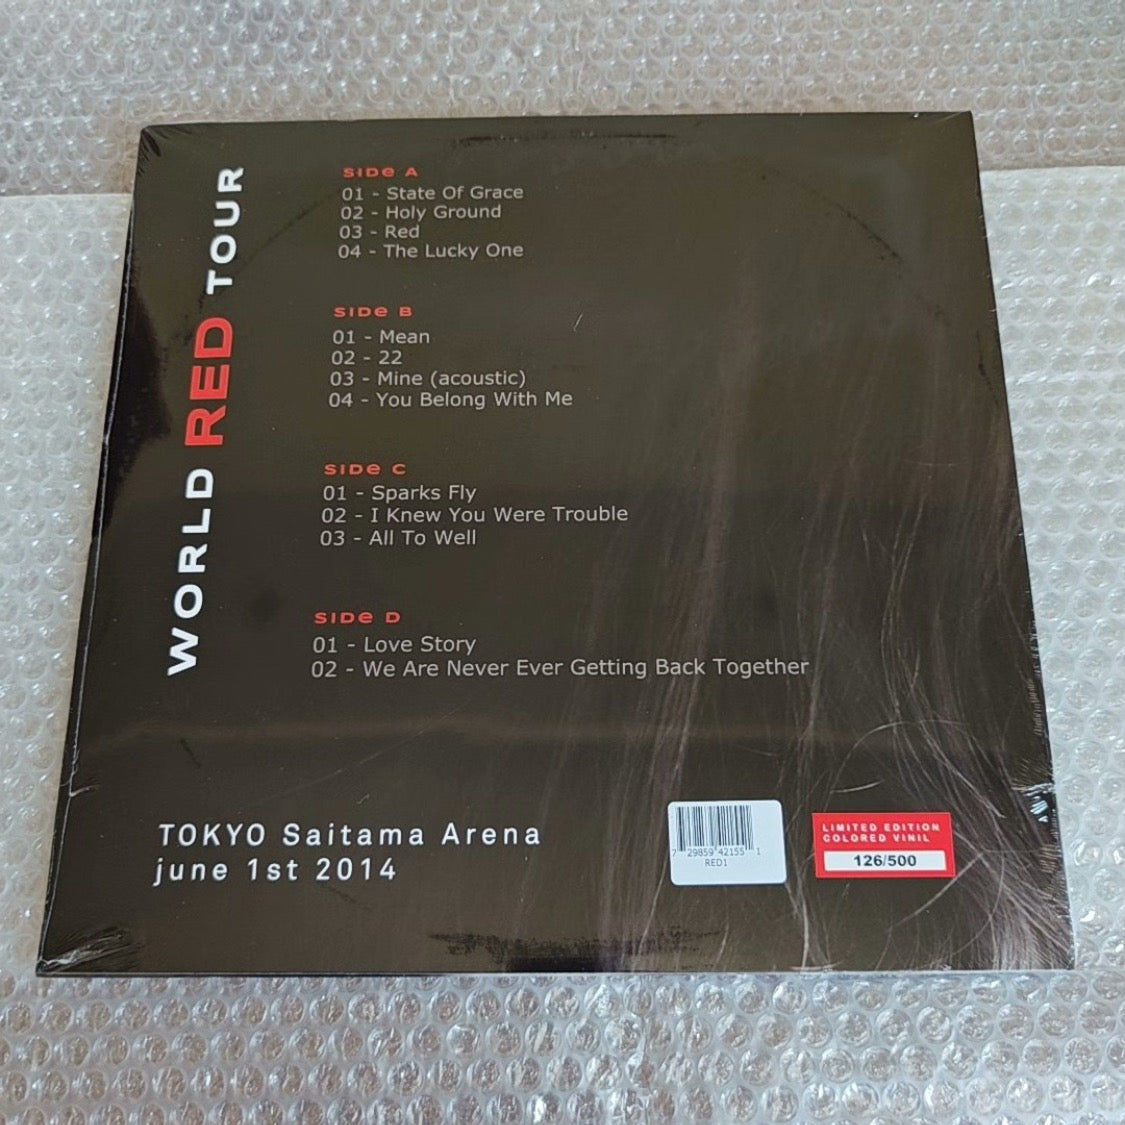 WORLD RED TOUR
SIDE A
01 - State Of Grace
02 - Holy Ground
03 - Red
04 - The Lucky One
SIDE B
01 - Mean
02 - 22
03 - Mine (acoustic)
04 - You Belong With Me
SIDE C
01 - Sparks Fly
02 - I Knew You Were Trouble
03 - All To Well
SIDE D
01 - Love Story
02 - We Are Never Ever Getting Back Together
TOKYO Saitama Arena
june 1st 2014
7 29859 42155 1
RED1
LIMITED EDITION
COLORED VINIL
126/500